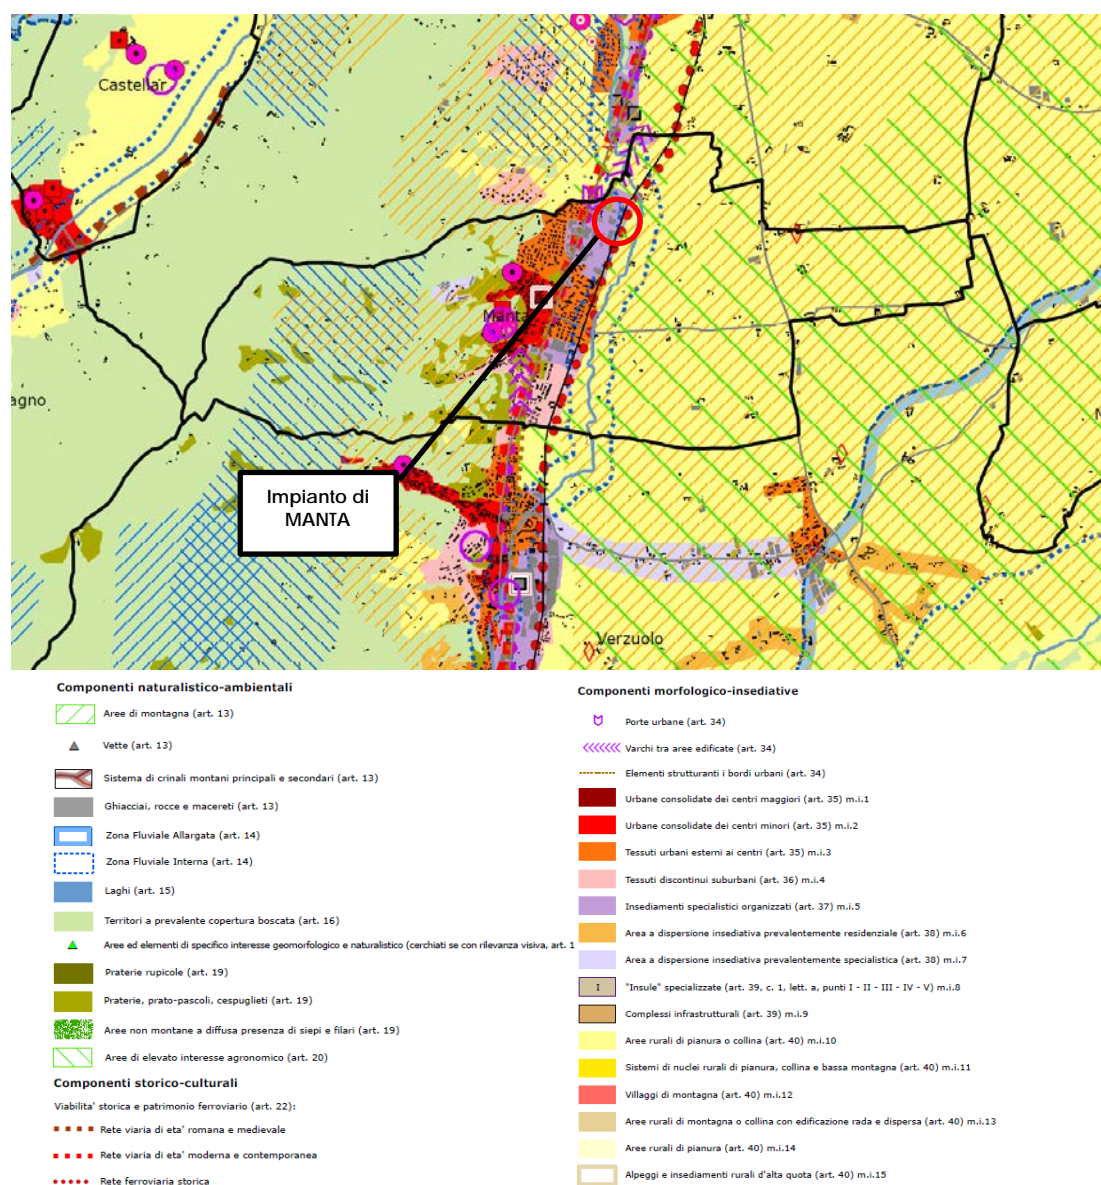 Castellar
Manta
agno
Impianto di
MANTA
Verzuolo
Componenti naturalistico-ambientali
Aree di montagna (art. 13)
Vette (art. 13)
Sistema di crinali montani principali e secondari (art. 13)
Ghiacciai, rocce e macereti (art. 13)
Zona Fluviale Allargata (art. 14)
Zona Fluviale Interna (art. 14)
Laghi (art. 15)
Territori a prevalente copertura boscata (art. 16)
Aree ed elementi di specifico interesse geomorfologico e naturalistico (cerchiati se con rilevanza visiva, art. 1
Praterie rupicole (art. 19)
Praterie, prato-pascoli, cespuglieti (art. 19)
Aree non montane a diffusa presenza di siepi e filari (art. 19)
Aree di elevato interesse agronomico (art. 20)
Componenti storico-culturali
Viabilita' storica e patrimonio ferroviario (art. 22):
Rete viaria di eta' romana e medievale
Rete viaria di eta' moderna e contemporanea
Rete ferroviaria storica
Componenti morfologico-insediative
Porte urbane (art. 34)
Varchi tra aree edificate (art. 34)
Elementi strutturanti i bordi urbani (art. 34)
Urbane consolidate dei centri maggiori (art. 35) m.i.1
Urbane consolidate dei centri minori (art. 35) m.i.2
Tessuti urbani esterni ai centri (art. 35) m.i.3
Tessuti discontinui suburbani (art. 36) m.i.4
Insediamenti specialistici organizzati (art. 37) m.i.5
Area a dispersione insediativa prevalentemente residenziale (art. 38) m.i.6
Area a dispersione insediativa prevalentemente specialistica (art. 38) m.i.7
I "Insule" specializzate (art. 39, c. 1, lett. a, punti I - II - III - IV - V) m.i.8
Complessi infrastrutturali (art. 39) m.i.9
Aree rurali di pianura o collina (art. 40) m.i.10
Sistemi di nuclei rurali di pianura, collina e bassa montagna (art. 40) m.i.11
Villaggi di montagna (art. 40) m.i.12
Aree rurali di montagna o collina con edificazione rada e dispersa (art. 40) m.i.13
Aree rurali di pianura (art. 40) m.i.14
Alpeggi e insediamenti rurali d'alta quota (art. 40) m.i.15